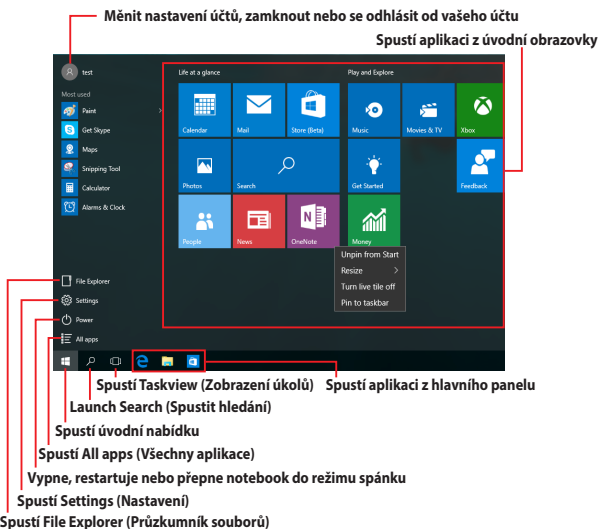 Měnit nastavení účtů, zamknout nebo se odhlásit od vašeho účtu
Spustí aplikaci z úvodní obrazovky
test
Most used
Paint
Get Skype
Maps
Snipping Tool
Calculator
Alarms & Clock
File Explorer
Settings
Power
All apps
Life at a glance
Calendar
Mail
Store (Beta)
Photos
Search
People
News
OneNote
Play and Explore
Music
Movies & TV
Xbox
Get Started
Feedback
Money
Unpin from Start
Resize
Turn live tile off
Pin to taskbar
Spustí Taskview (Zobrazení úkolů)
Spustí aplikaci z hlavního panelu
Launch Search (Spustit hledání)
Spustí úvodní nabídku
Spustí All apps (Všechny aplikace)
Vypne, restartuje nebo přepne notebook do režimu spánku
Spustí Settings (Nastavení)
Spustí File Explorer (Průzkumník souborů)